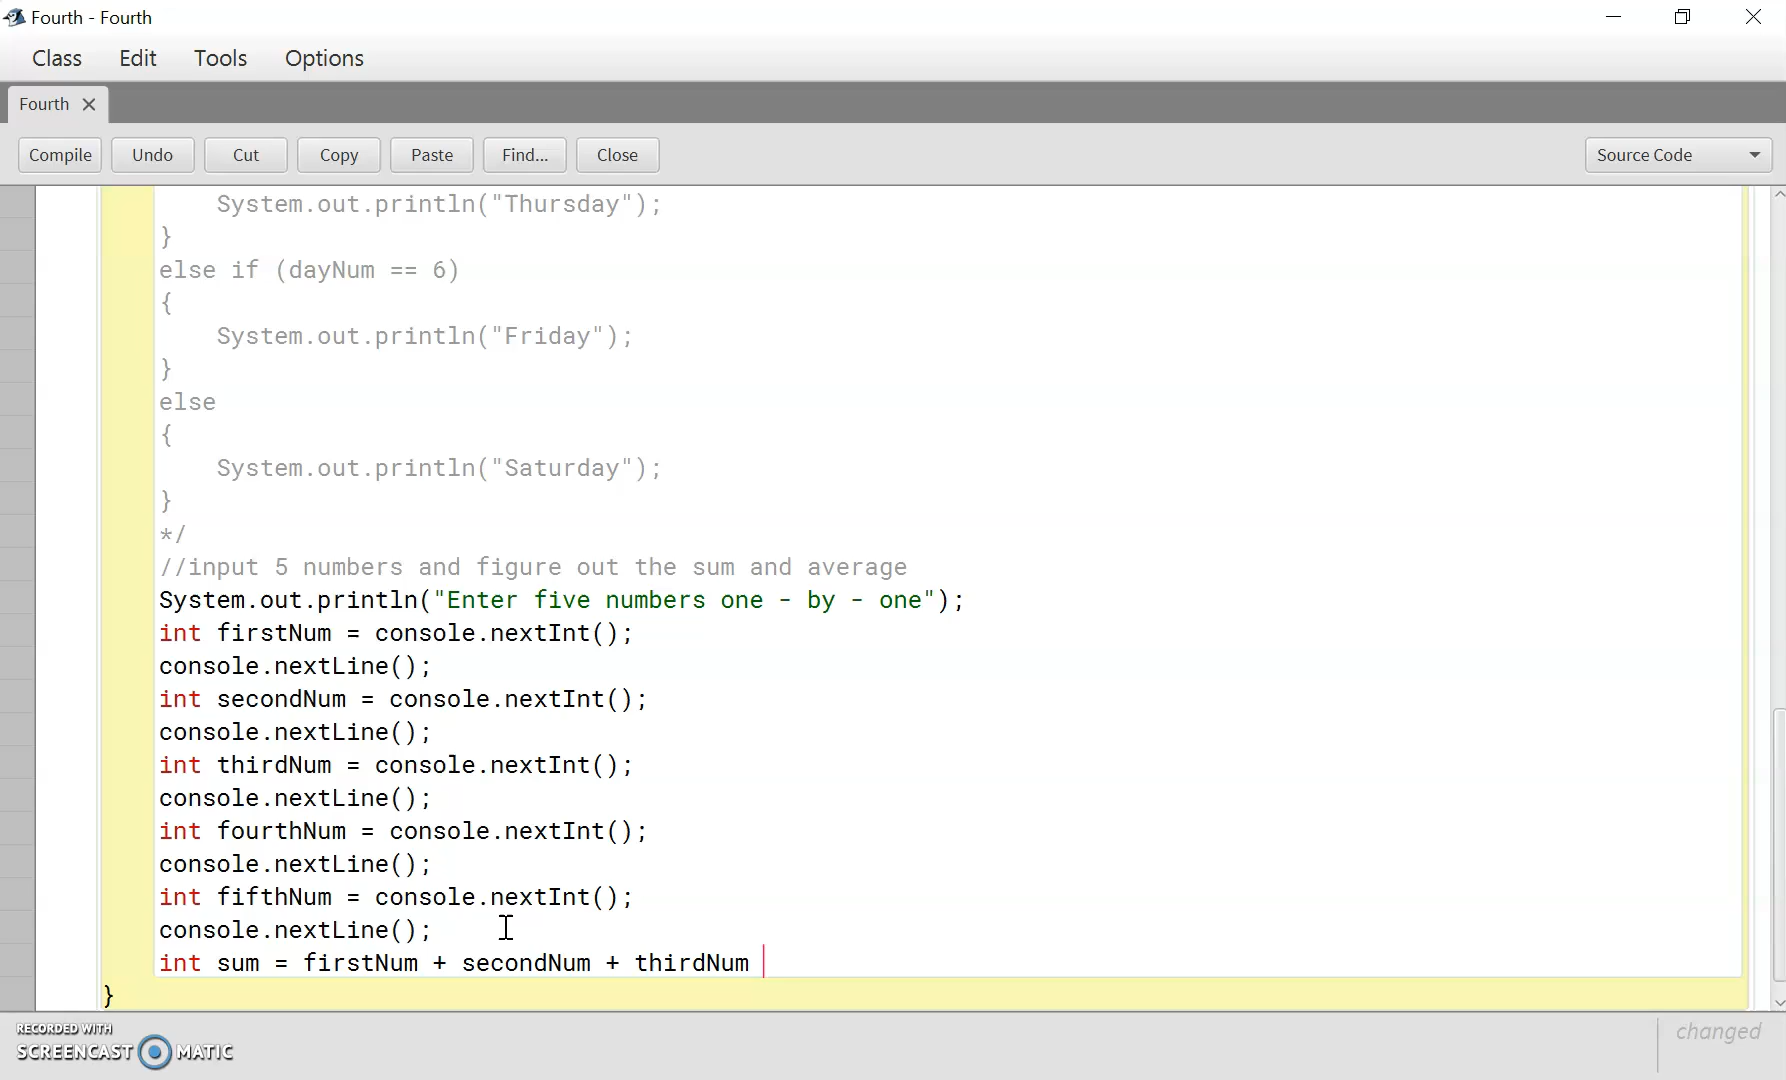 Fourth - Fourth
Class Edit Tools Options
Fourth
Compile Undo Cut Copy Paste Find... Close Source Code
System.out.println("Thursday");
}
else if (dayNum == 6)
{
System.out.println("Friday");
}
else
{
System.out.println("Saturday");
}
*/
//input 5 numbers and figure out the sum and average
System.out.println("Enter five numbers one - by - one");
int firstNum = console.nextInt();
console.nextLine();
int secondNum = console.nextInt();
console.nextLine();
int thirdNum = console.nextInt();
console.nextLine();
int fourthNum = console.nextInt();
console.nextLine();
int fifthNum = console.nextInt();
console.nextLine();
int sum = firstNum + secondNum + thirdNum
}
RECORDED WITH
SCREENCAST MATIC
changed